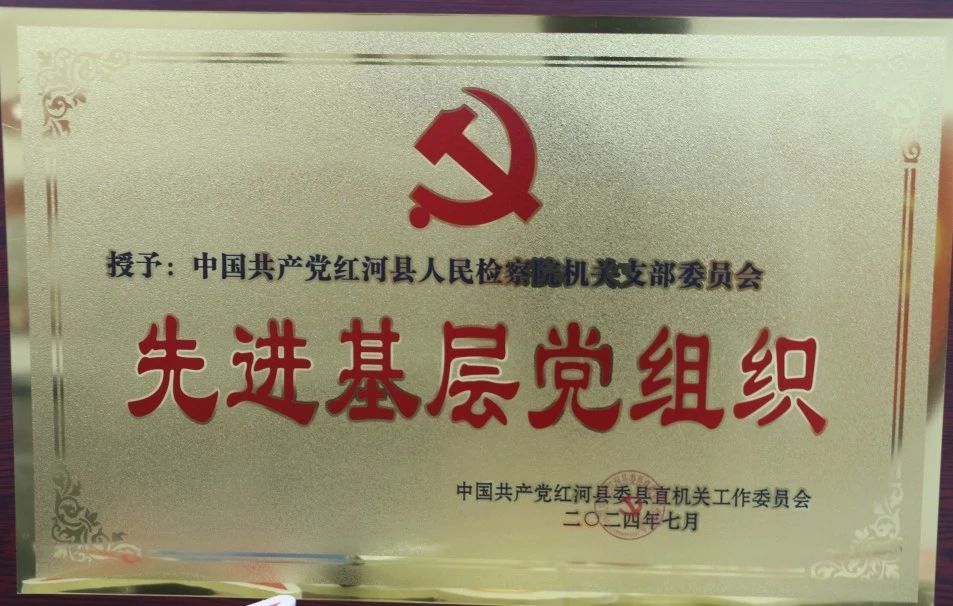 授予：中国共产党红河县人民检察院机关支部委员会
先进基层党组织
中国共产党红河县委县直机关工作委员会
二〇二四年七月